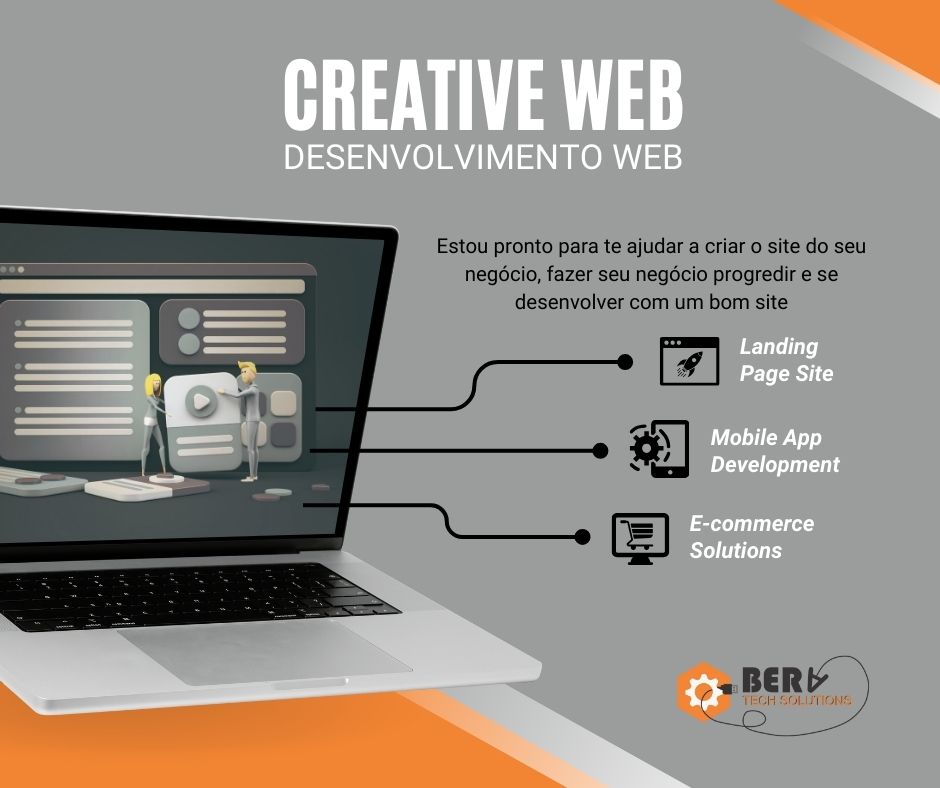 CREATIVE WEB
DESENVOLVIMENTO WEB
Estou pronto para te ajudar a criar o site do seu
negócio, fazer seu negócio progredir e se
desenvolver com um bom site
Landing
Page Site
Mobile App
Development
E-commerce
Solutions
BERA
TECH SOLUTIONS